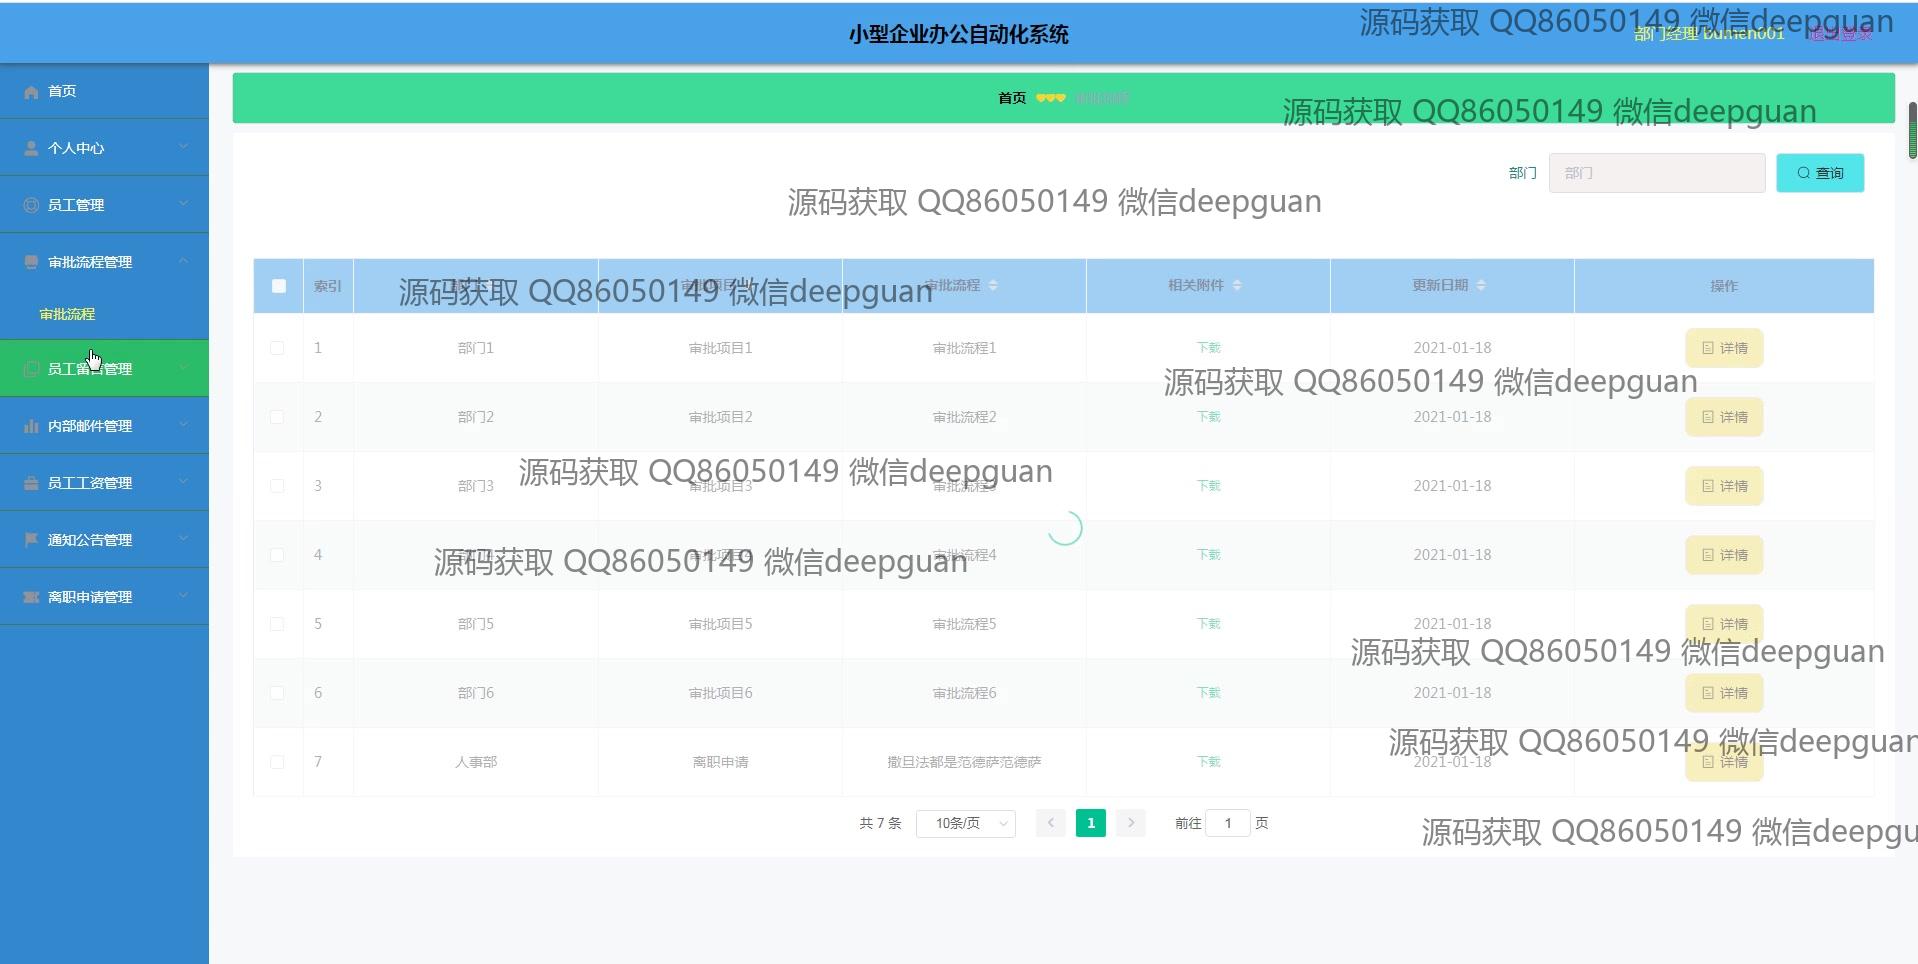 小型企业办公自动化系统
源码获取 QQ86050149 微信deepguan
部门经理 bumen001
退出登录
首页
个人中心
员工管理
审批流程管理
审批流程
员工留言管理
内部邮件管理
员工工资管理
通知公告管理
离职申请管理
首页 审批流程
源码获取 QQ86050149 微信deepguan
部门 部门 查询
源码获取 QQ86050149 微信deepguan
索引 部门 审批项目 审批流程 相关附件 更新日期 操作
源码获取 QQ86050149 微信deepguan
1 部门1 审批项目1 审批流程1 下载 2021-01-18 详情
源码获取 QQ86050149 微信deepguan
2 部门2 审批项目2 审批流程2 下载 2021-01-18 详情
源码获取 QQ86050149 微信deepguan
3 部门3 审批项目3 审批流程3 下载 2021-01-18 详情
4 部门4 审批项目4 审批流程4 下载 2021-01-18 详情
源码获取 QQ86050149 微信deepguan
5 部门5 审批项目5 审批流程5 下载 2021-01-18 详情
源码获取 QQ86050149 微信deepguan
6 部门6 审批项目6 审批流程6 下载 2021-01-18 详情
源码获取 QQ86050149 微信deepguan
7 人事部 离职申请 撒旦法都是范德萨范德萨 下载 2021-01-18 详情
共 7 条 10条/页 1 前往 1 页
源码获取 QQ86050149 微信deepgu